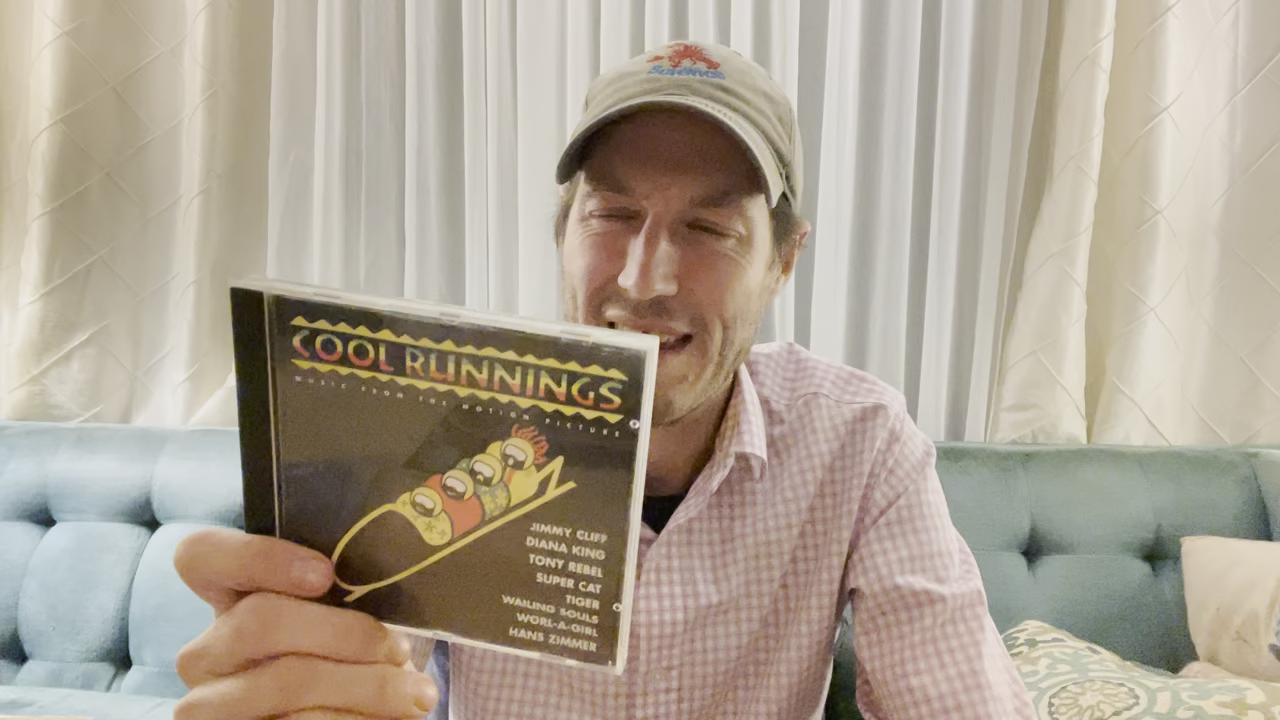 Science
COOL RUNNINGS
MUSIC FROM THE MOTION PICTURE
JIMMY CLIFF
DIANA KING
TONY REBEL
SUPER CAT
TIGER
WAILING SOULS
WORL-A-GIRL
HANS ZIMMER